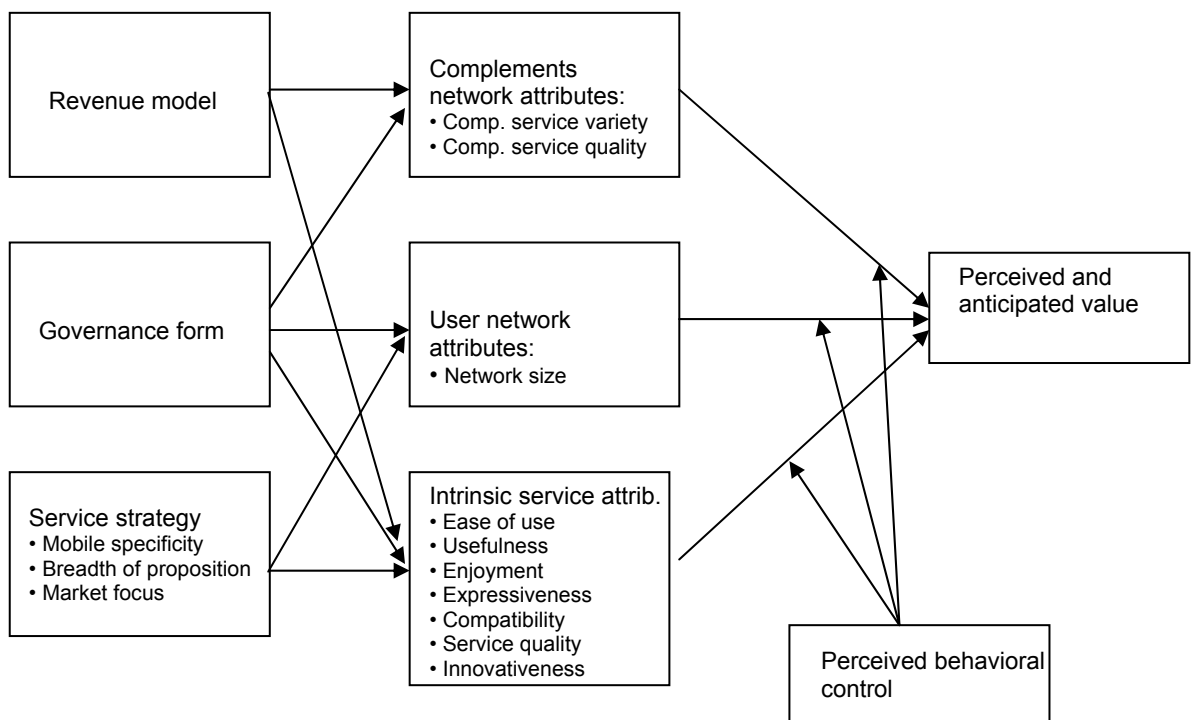 Revenue model
Complements
network attributes:
• Comp. service variety
• Comp. service quality
Governance form
User network
attributes:
• Network size
Perceived and
anticipated value
Service strategy
• Mobile specificity
• Breadth of proposition
• Market focus
Intrinsic service attrib.
• Ease of use
• Usefulness
• Enjoyment
• Expressiveness
• Compatibility
• Service quality
• Innovativeness
Perceived behavioral
control